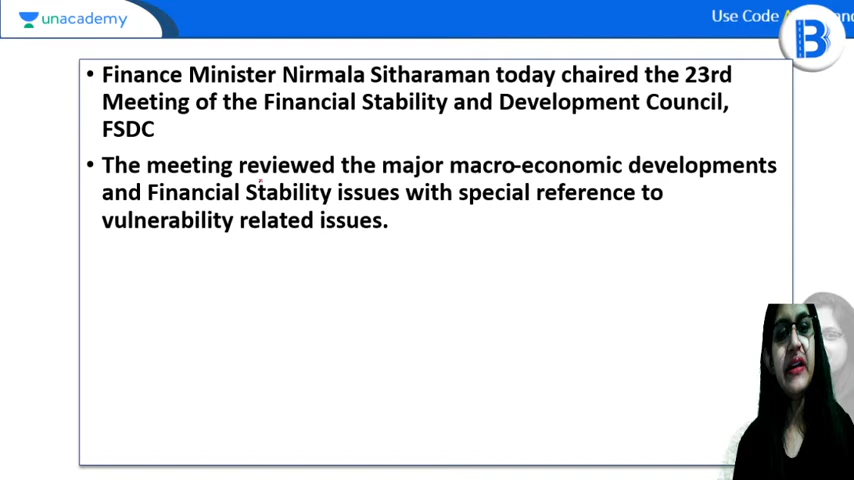 unacademy
Use Code
B
• Finance Minister Nirmala Sitharaman today chaired the 23rd
Meeting of the Financial Stability and Development Council,
FSDC
• The meeting reviewed the major macro-economic developments
and Financial Stability issues with special reference to
vulnerability related issues.